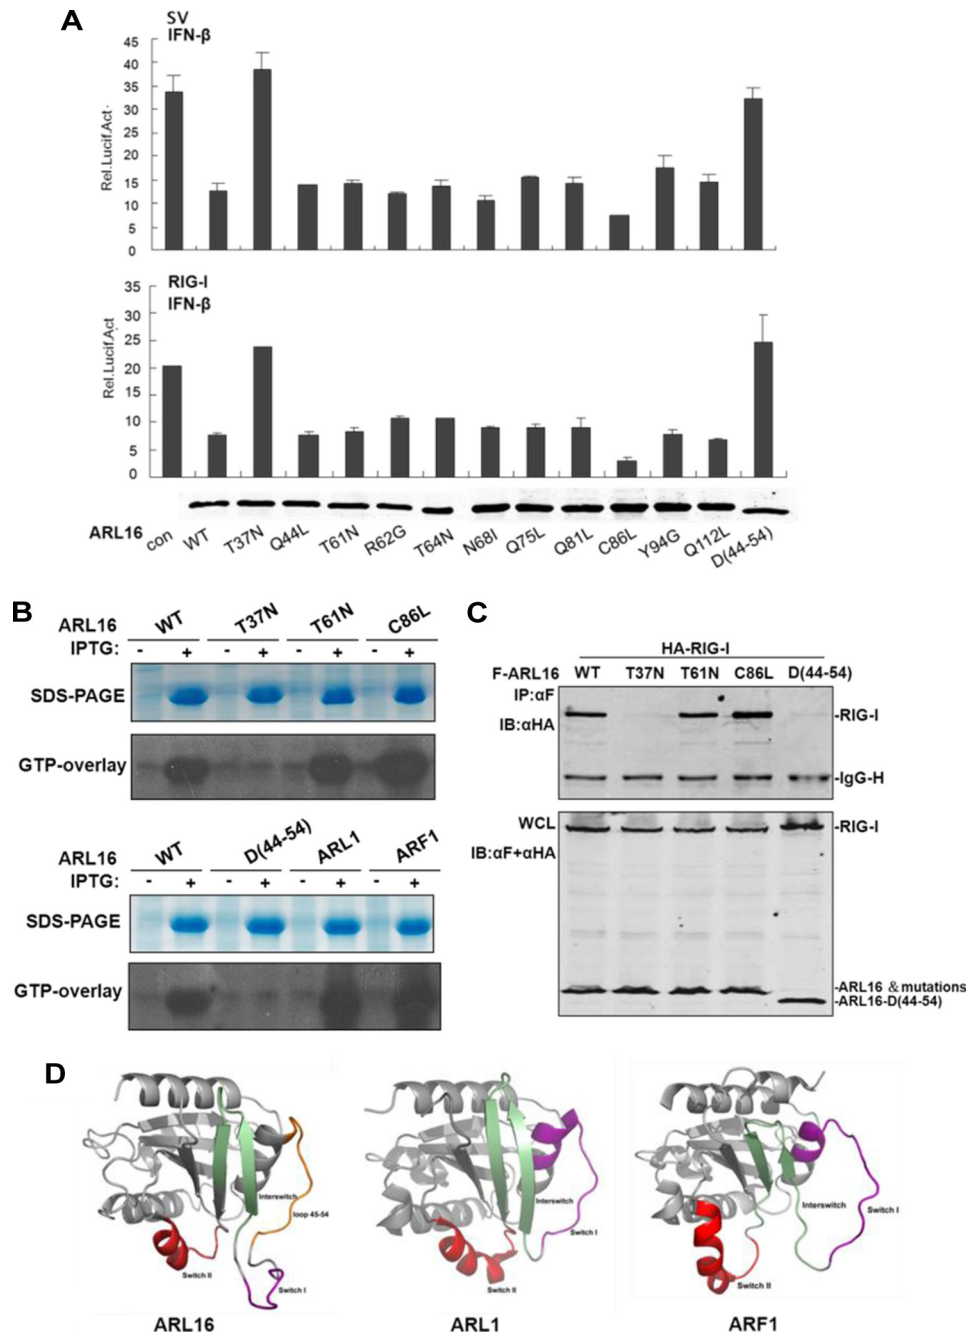 A
SV
IFN-β
Rel.Lucif.Act·
45
40
35
30
25
20
15
10
5
0
RIG-I
IFN-β
Rel.Lucif.Act
35
30
25
20
15
10
5
0
ARL16
con WT T37N Q44L T61N R62G T64N N68I Q75L Q81L C86L Y94G Q112L D(44-54)
B
ARL16 WT T37N T61N C86L
IPTG: - + - + - + - +
SDS-PAGE
GTP-overlay
ARL16 WT D(44-54) ARL1 ARF1
IPTG: - + - + - + - +
SDS-PAGE
GTP-overlay
C
HA-RIG-I
F-ARL16 WT T37N T61N C86L D(44-54)
IP:αF
IB:αHA
-RIG-I
-IgG-H
WCL
IB:αF+αHA
-RIG-I
-ARL16 & mutations
-ARL16-D(44-54)
D
Interswitch
loop 45-54
Switch II
Switch I
ARL16
Interswitch
Switch I
Switch II
ARL1
Interswitch
Switch I
Switch II
ARF1